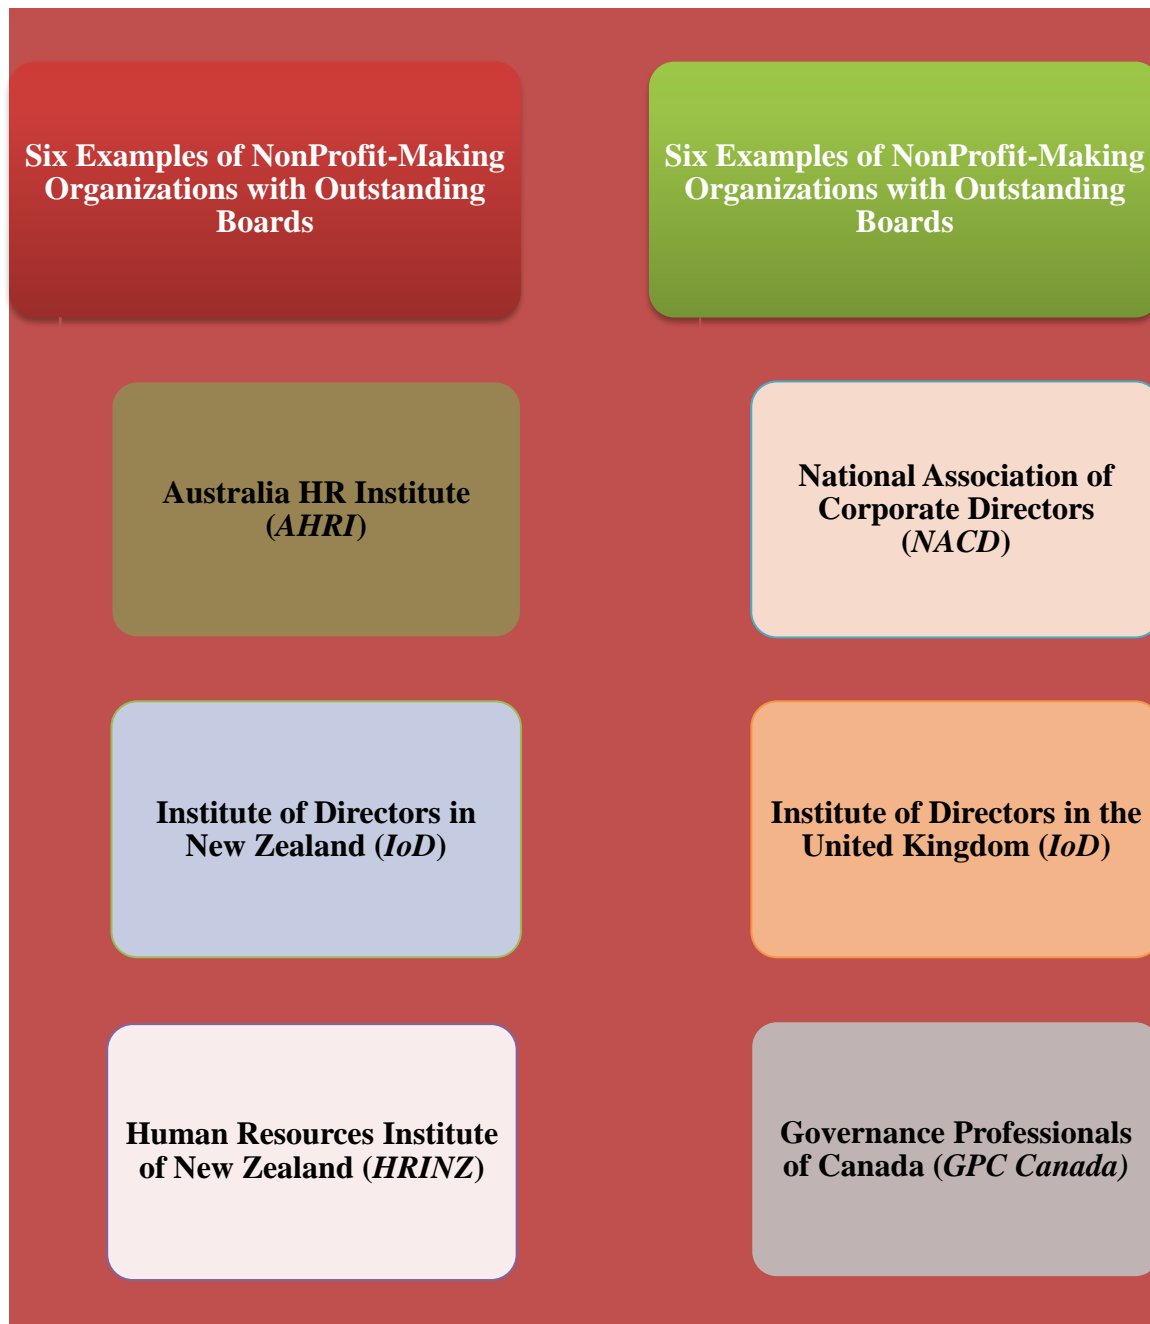 Six Examples of NonProfit-Making
Organizations with Outstanding
Boards
Australia HR Institute
(AHRI)
Institute of Directors in
New Zealand (IoD)
Human Resources Institute
of New Zealand (HRINZ)
Six Examples of NonProfit-Making
Organizations with Outstanding
Boards
National Association of
Corporate Directors
(NACD)
Institute of Directors in the
United Kingdom (IoD)
Governance Professionals
of Canada (GPC Canada)